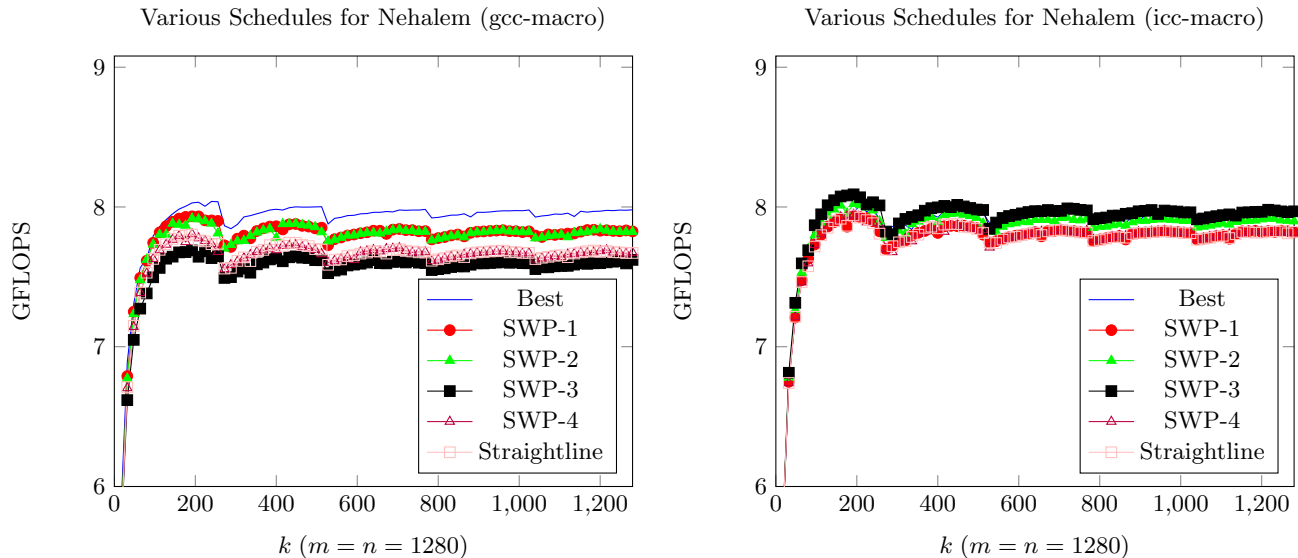 Various Schedules for Nehalem (gcc-macro)
9
8
7
6
GFLOPS
0
200
400
600
800
1,000
1,200
k (m = n = 1280)
Best
SWP-1
SWP-2
SWP-3
SWP-4
Straightline
Various Schedules for Nehalem (icc-macro)
9
8
7
6
GFLOPS
0
200
400
600
800
1,000
1,200
k (m = n = 1280)
Best
SWP-1
SWP-2
SWP-3
SWP-4
Straightline